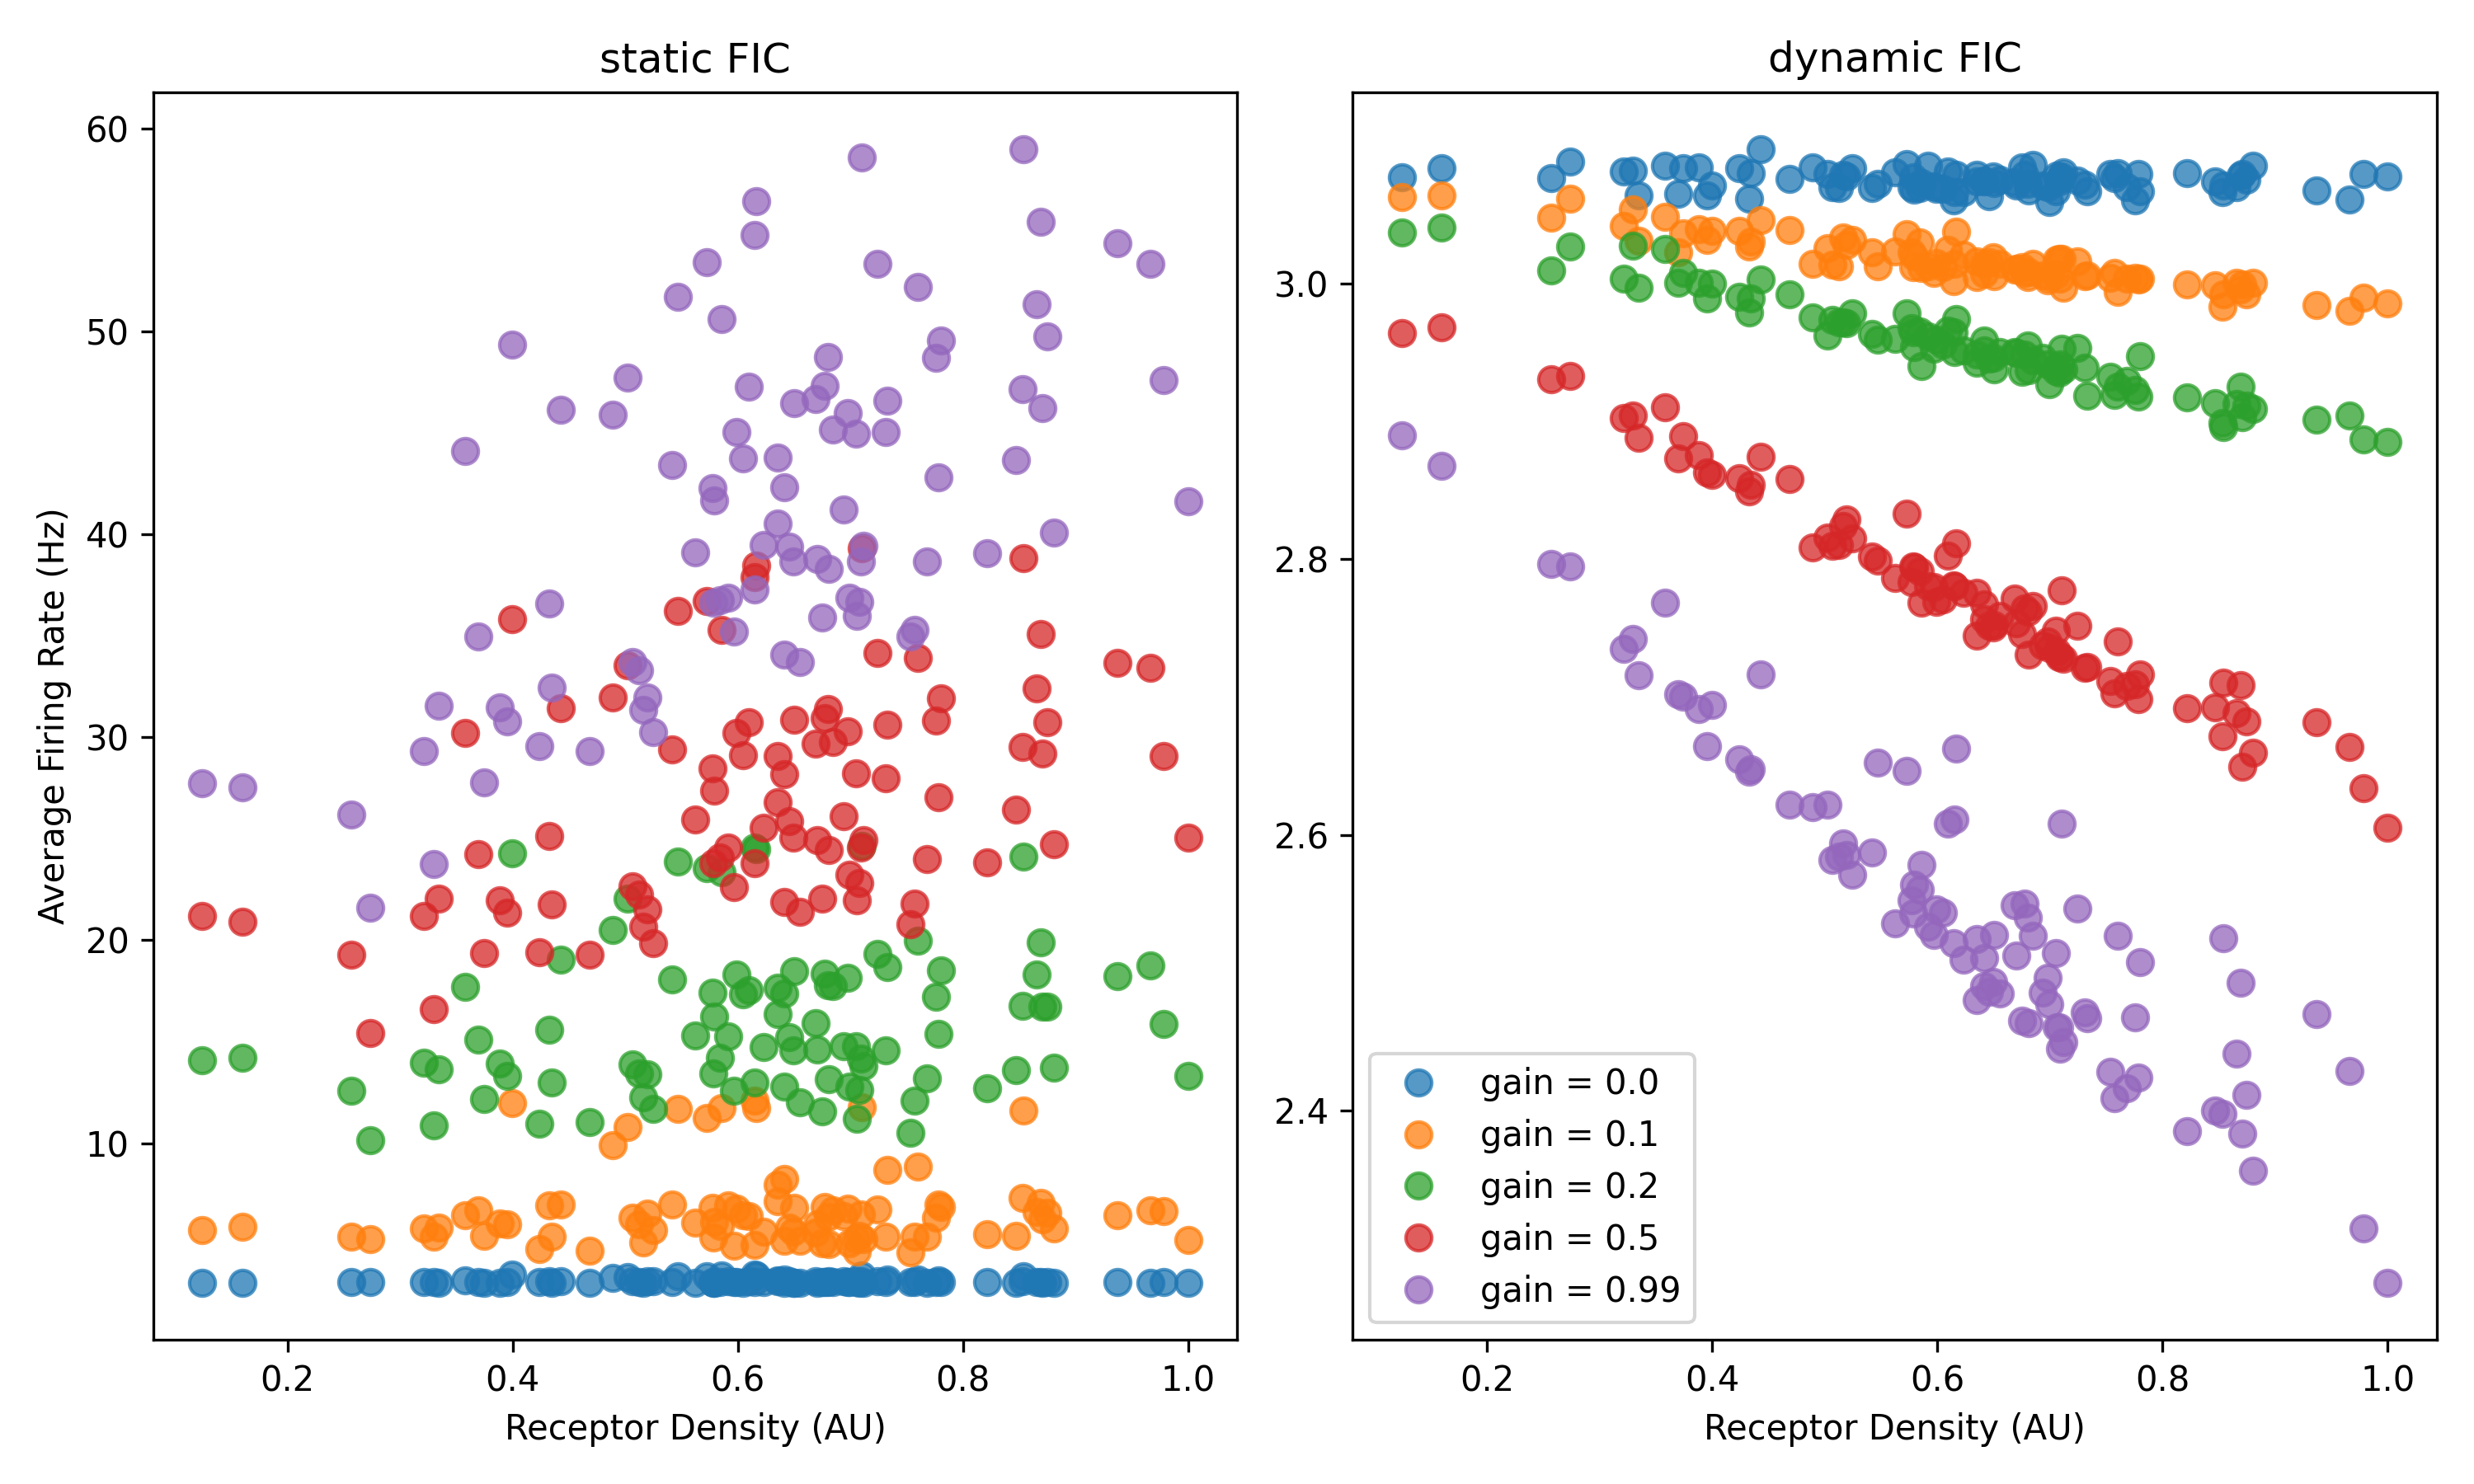 static FIC
60
50
40
30
20
10
Average Firing Rate (Hz)
0.2 0.4 0.6 0.8 1.0
Receptor Density (AU)
dynamic FIC
3.0
2.8
2.6
2.4
gain = 0.0
gain = 0.1
gain = 0.2
gain = 0.5
gain = 0.99
0.2 0.4 0.6 0.8 1.0
Receptor Density (AU)